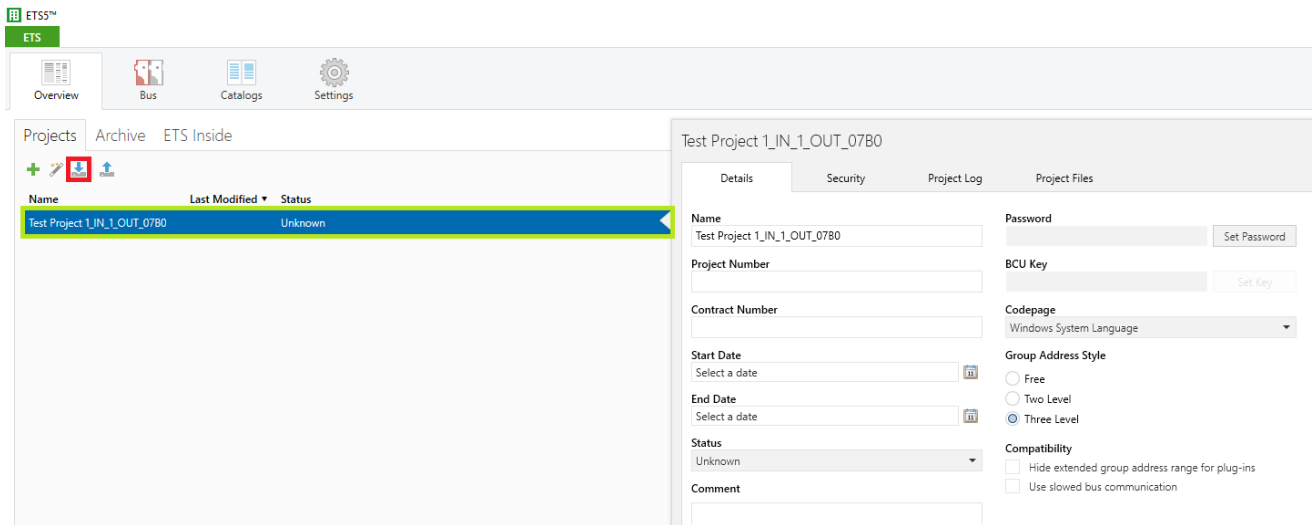 ETS5™
ETS
Overview
Bus
Catalogs
Settings
Projects
Archive
ETS Inside
Name
Last Modified
Status
Test Project 1_IN_1_OUT_07B0
Unknown
Test Project 1_IN_1_OUT_07B0
Details
Security
Project Log
Project Files
Name
Test Project 1_IN_1_OUT_07B0
Project Number
Contract Number
Start Date
Select a date
11
End Date
Select a date
11
Status
Unknown
Comment
Password
Set Password
BCU Key
Set Key
Codepage
Windows System Language
Group Address Style
Free
Two Level
Three Level
Compatibility
Hide extended group address range for plug-ins
Use slowed bus communication